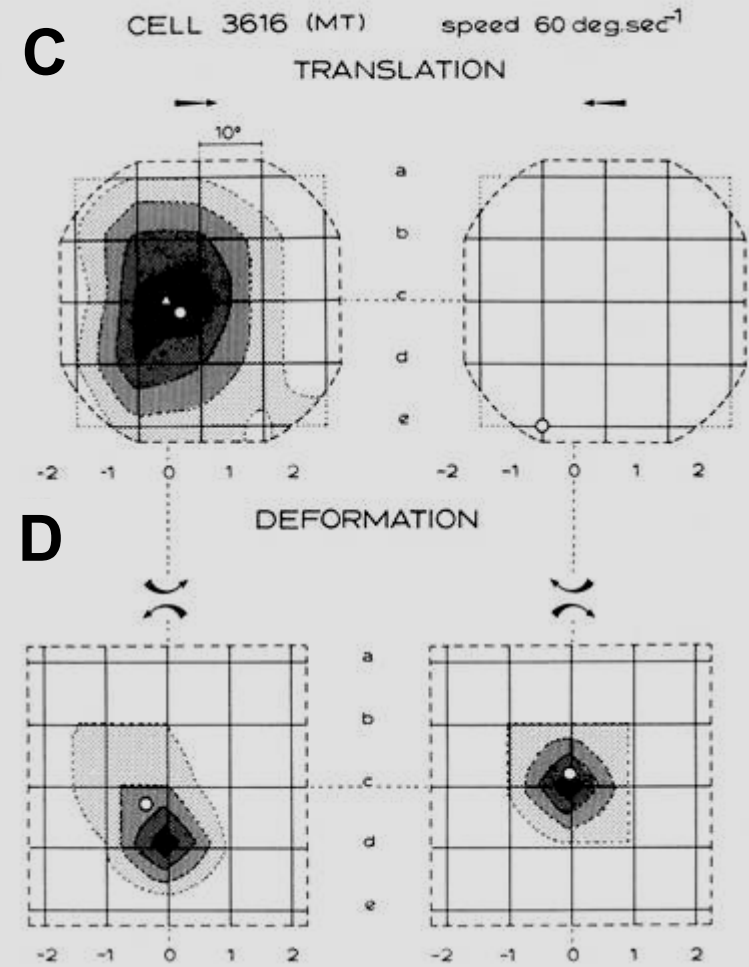 C
CELL 3616 (MT) speed 60 deg.sec⁻¹
TRANSLATION
10°
a
b
c
d
e
-2 -1 0 1 2 -2 -1 0 1 2
D
DEFORMATION
a
b
c
d
e
-2 -1 0 1 2 -2 -1 0 1 2